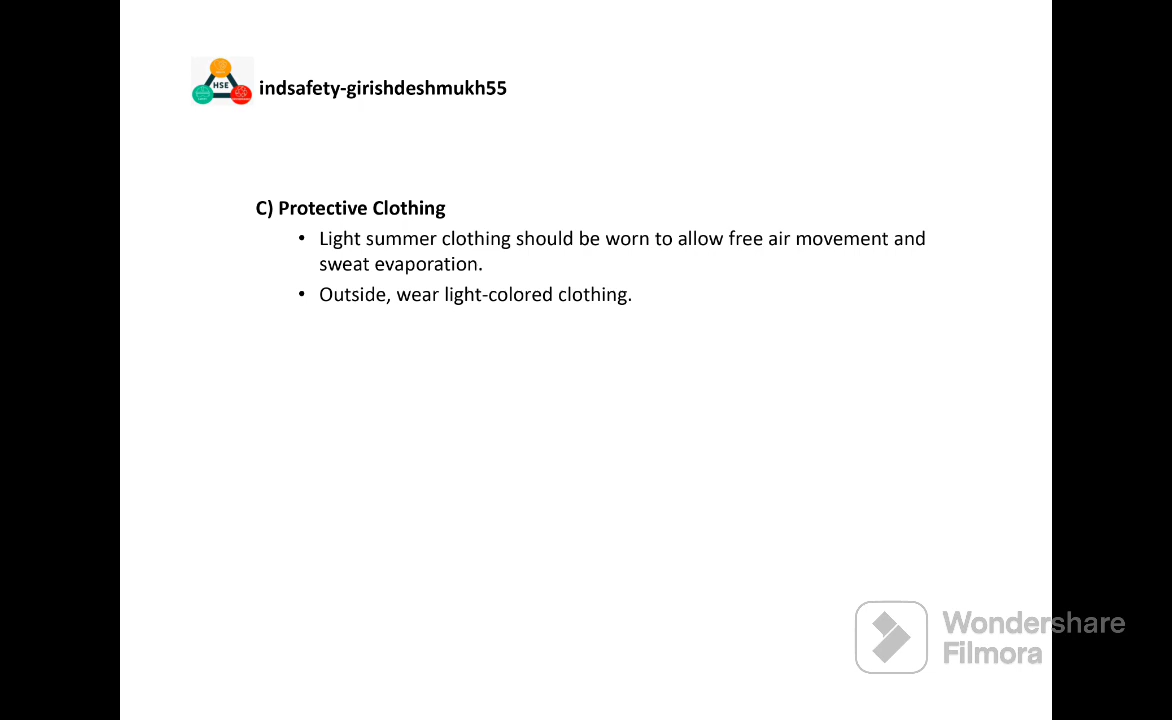 HSE
indsafety-girishdeshmukh55
C) Protective Clothing
• Light summer clothing should be worn to allow free air movement and
sweat evaporation.
• Outside, wear light-colored clothing.
Wondershare
Filmora